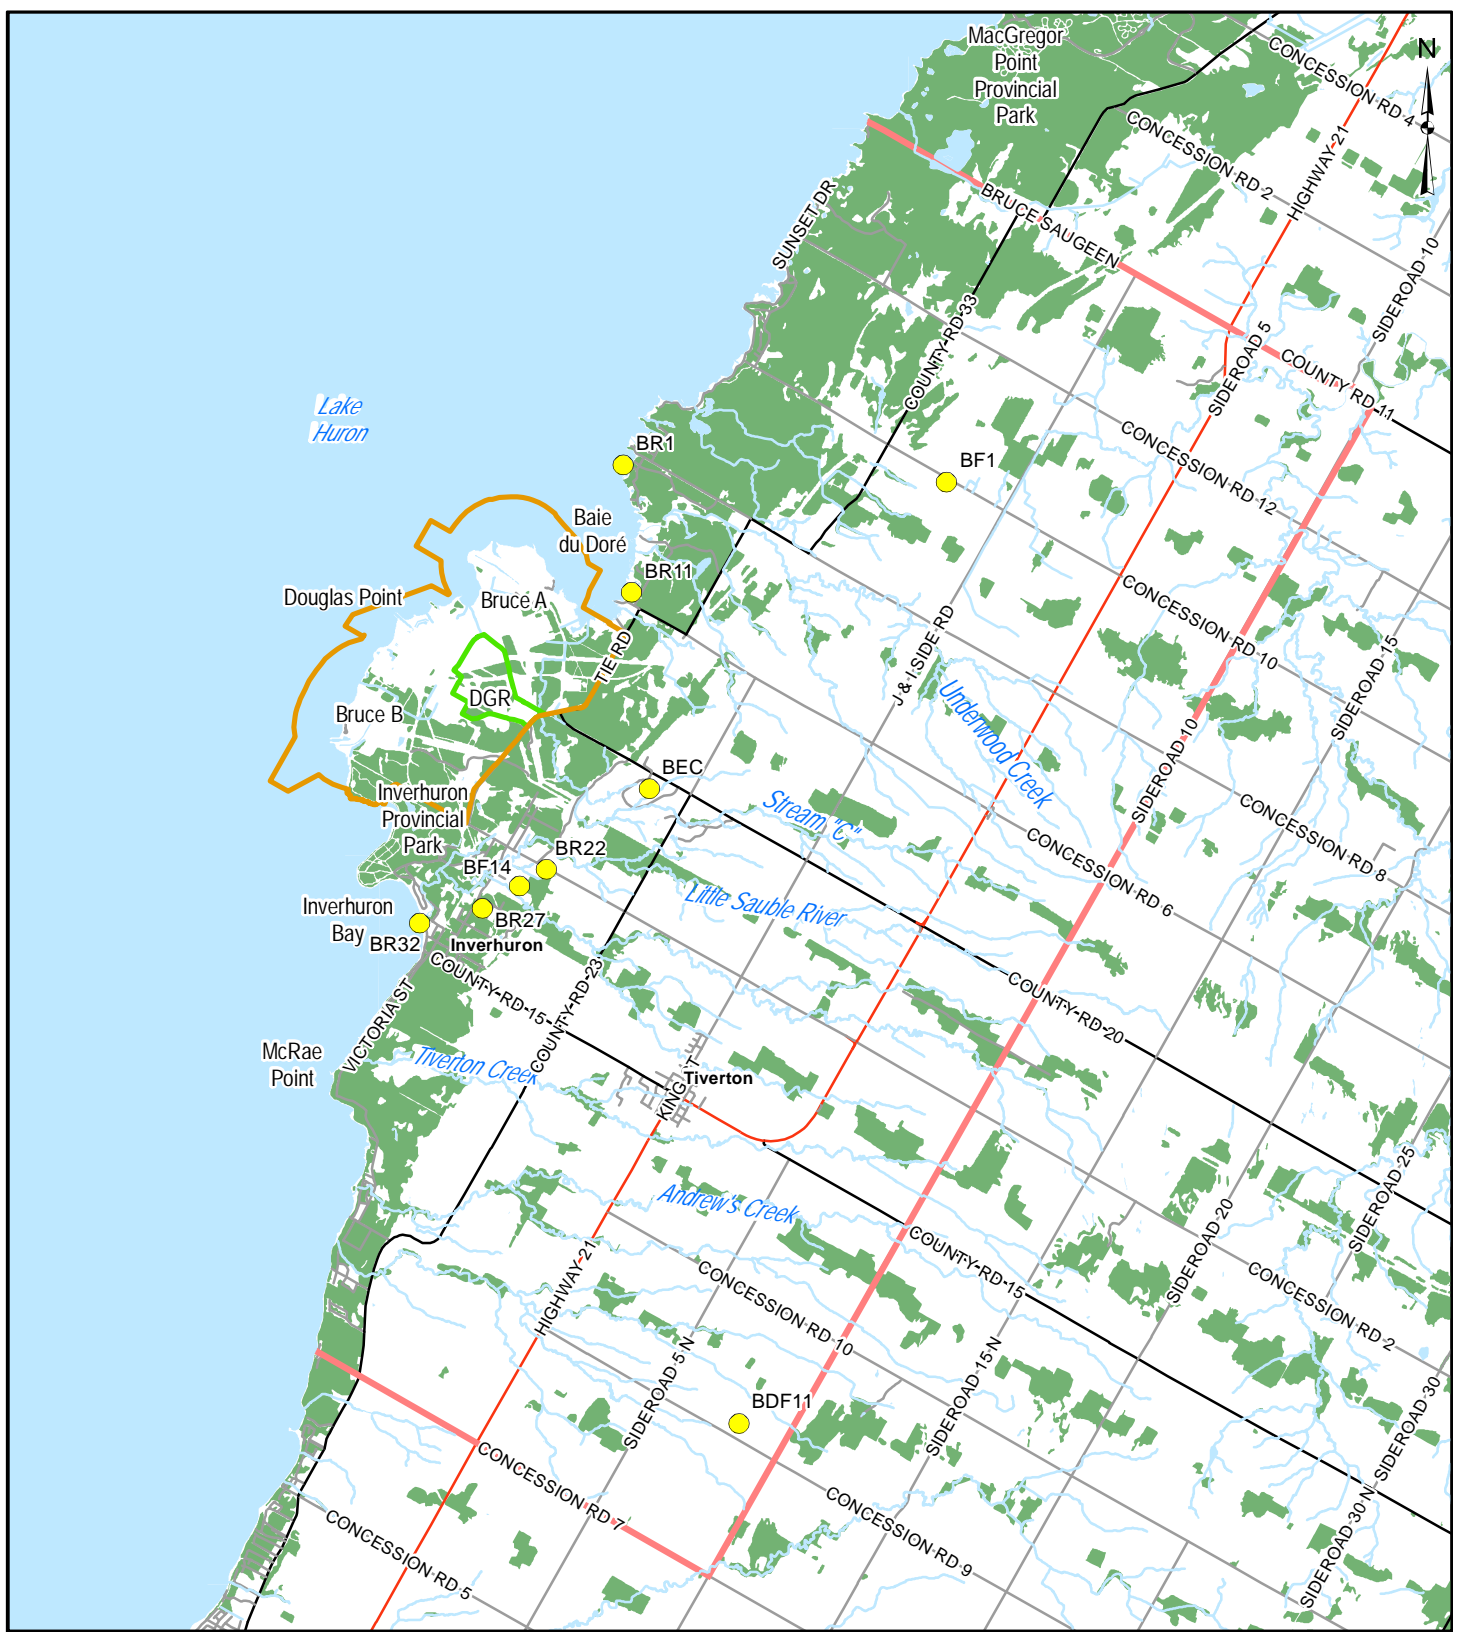 MacGregor
Point
Provincial
Park
CONCESSION RD 4
N
CONCESSION RD 2
HIGHWAY 21
SUNSET DR
BRUCE SAUGEEN
SIDEROAD 10
COUNTY RD 33
SIDEROAD 5
COUNTY RD 11
Lake
Huron
BR1
BF1
CONCESSION RD 12
Baie
du Doré
BR11
Douglas Point
Bruce A
CONCESSION RD 10
TIE RD
J & I SIDE RD
SIDEROAD 15
DGR
Bruce B
Underwood Creek
SIDEROAD 10
BEC
Stream "C"
Inverhuron
Provincial
Park
CONCESSION RD 8
CONCESSION RD 6
BR22
BF14
Little Sauble River
Inverhuron
Bay
BR27
BR32
Inverhuron
COUNTY RD 15
COUNTY RD 23
COUNTY RD 20
VICTORIA ST
McRae
Point
Tiverton Creek
Tiverton
KING ST
Andrew's Creek
SIDEROAD 25
SIDEROAD 20
COUNTY RD 15
HIGHWAY 21
CONCESSION RD 10
CONCESSION RD 2
SIDEROAD 5 N
SIDEROAD 15 N
BDF11
SIDEROAD 30
CONCESSION RD 7
CONCESSION RD 9
SIDEROAD 30 N
CONCESSION RD 5